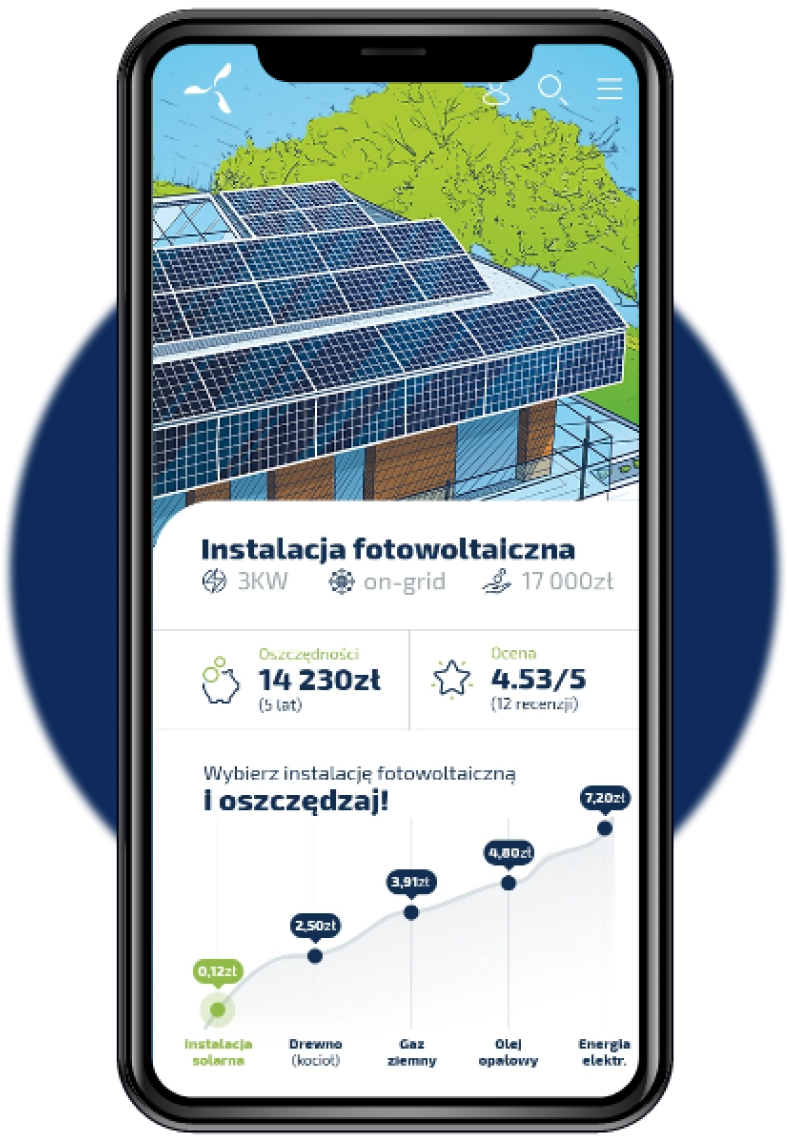 Instalacja fotowoltaiczna
3KW on-grid 17 000zł
Oszczędności
14 230zł
(5 lat)
Ocena
4.53/5
(12 recenzji)
Wybierz instalację fotowoltaiczną
i oszczędzaj!
7,20zł
4,80zł
3,91zł
2,50zł
0,12zł
Instalacja
solarna
Drewno
(kocioł)
Gaz
ziemny
Olej
opałowy
Energia
elektr.